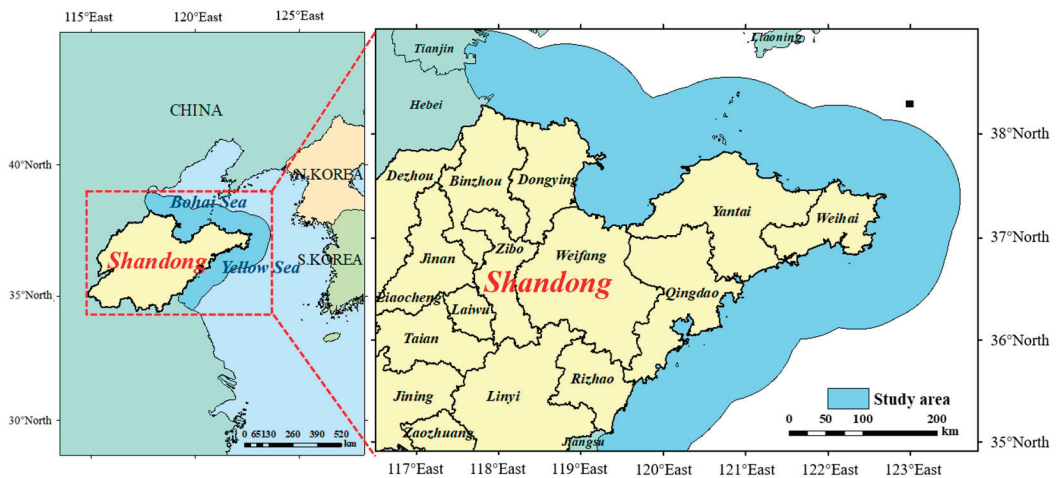 115°East
120°East
125°East
CHINA
40°North
N.KOREA
Bohai Sea
Shandong
Yellow Sea
S.KOREA
35°North
30°North
0 65130 260 390 520
km
Tianjin
Liaoning
Hebei
38°North
Dezhou
Binzhou
Dongying
Yantai
Weihai
37°North
Zibo
Jinan
Weifang
Shandong
Liaocheng
Laiwu
Qingdao
Taian
36°North
Rizhao
Jining
Linyi
Study area
0 50 100 200
km
Zaozhuang
Jiangsu
35°North
117°East
118°East
119°East
120°East
121°East
122°East
123°East